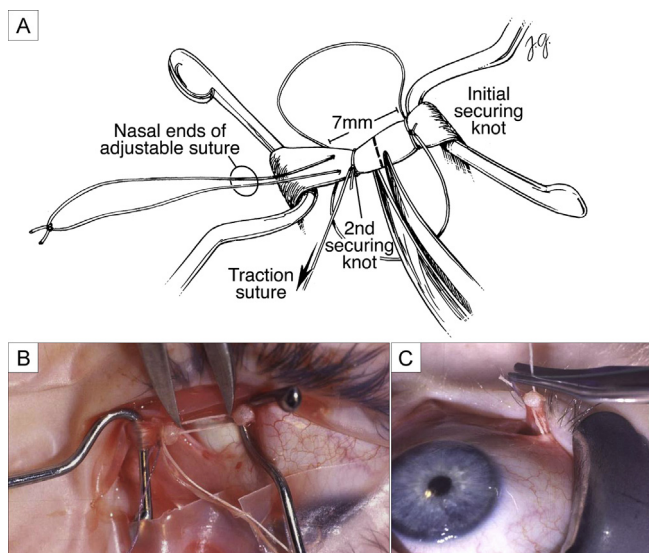 A
J.G.
7mm
Initial
securing
knot
Nasal ends of
adjustable suture
2nd
securing
knot
Traction
suture
B
C